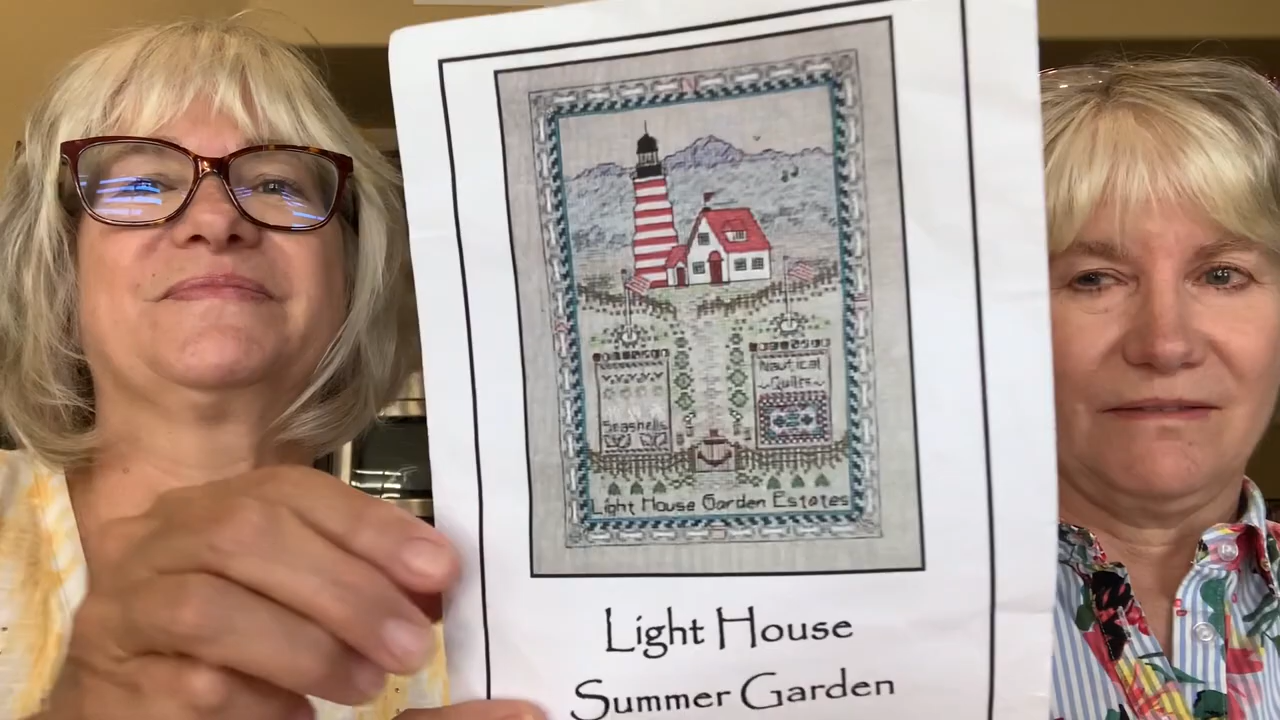 N
Nautical
~Quilts~
Seashells
Light House Garden Estates
Light House
Summer Garden